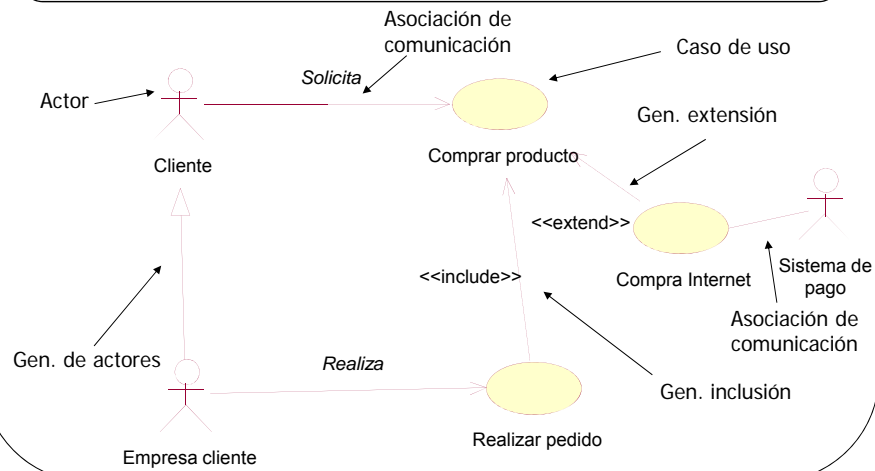 Asociación de
comunicación
Caso de uso
Solicita
Actor
Gen. extensión
Comprar producto
Cliente
<<extend>>
<<include>>
Compra Internet
Sistema de
pago
Asociación de
comunicación
Gen. de actores
Realiza
Gen. inclusión
Realizar pedido
Empresa cliente